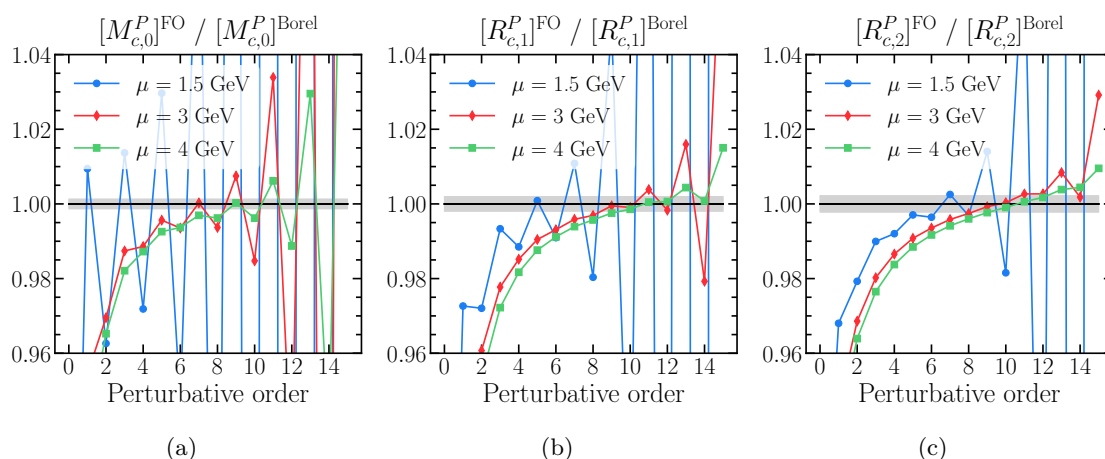 [M^P_{c,0}]^FO / [M^P_{c,0}]^Borel
1.04
1.02
1.00
0.98
0.96
μ = 1.5 GeV
μ = 3 GeV
μ = 4 GeV
0 2 4 6 8 10 12 14
Perturbative order
(a)
[R^P_{c,1}]^FO / [R^P_{c,1}]^Borel
1.04
1.02
1.00
0.98
0.96
μ = 1.5 GeV
μ = 3 GeV
μ = 4 GeV
0 2 4 6 8 10 12 14
Perturbative order
(b)
[R^P_{c,2}]^FO / [R^P_{c,2}]^Borel
1.04
1.02
1.00
0.98
0.96
μ = 1.5 GeV
μ = 3 GeV
μ = 4 GeV
0 2 4 6 8 10 12 14
Perturbative order
(c)